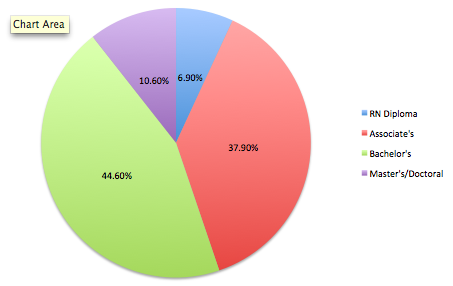 Chart Area
10.60%
6.90%
37.90%
44.60%
RN Diploma
Associate's
Bachelor's
Master's/Doctoral